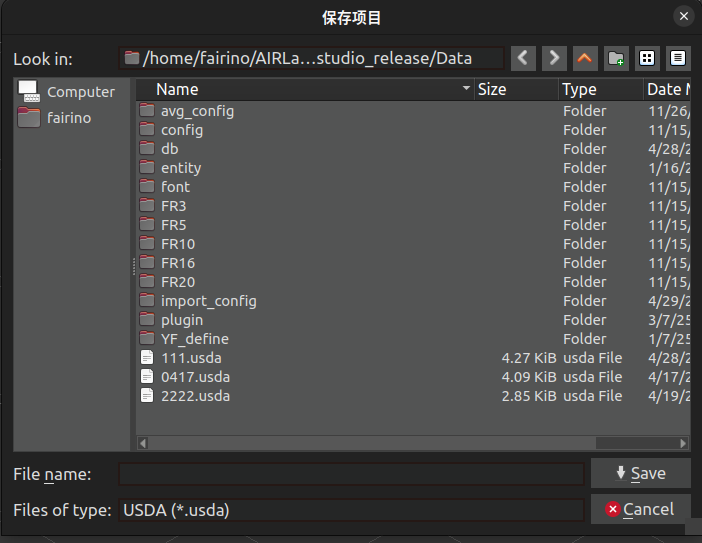 保存项目
Look in: /home/fairino/AIRLa...studio_release/Data
Computer
fairino
Name Size Type Date M
avg_config Folder 11/26/
config Folder 11/15/
db Folder 4/28/2
entity Folder 1/16/2
font Folder 11/15/
FR3 Folder 11/15/
FR5 Folder 11/15/
FR10 Folder 11/15/
FR16 Folder 11/15/
FR20 Folder 11/15/
import_config Folder 4/29/2
plugin Folder 3/7/25
YF_define Folder 1/7/25
111.usda 4.27 KiB usda File 4/28/2
0417.usda 4.09 KiB usda File 4/17/2
2222.usda 2.85 KiB usda File 4/19/2
File name: Save
Files of type: USDA (*.usda) Cancel